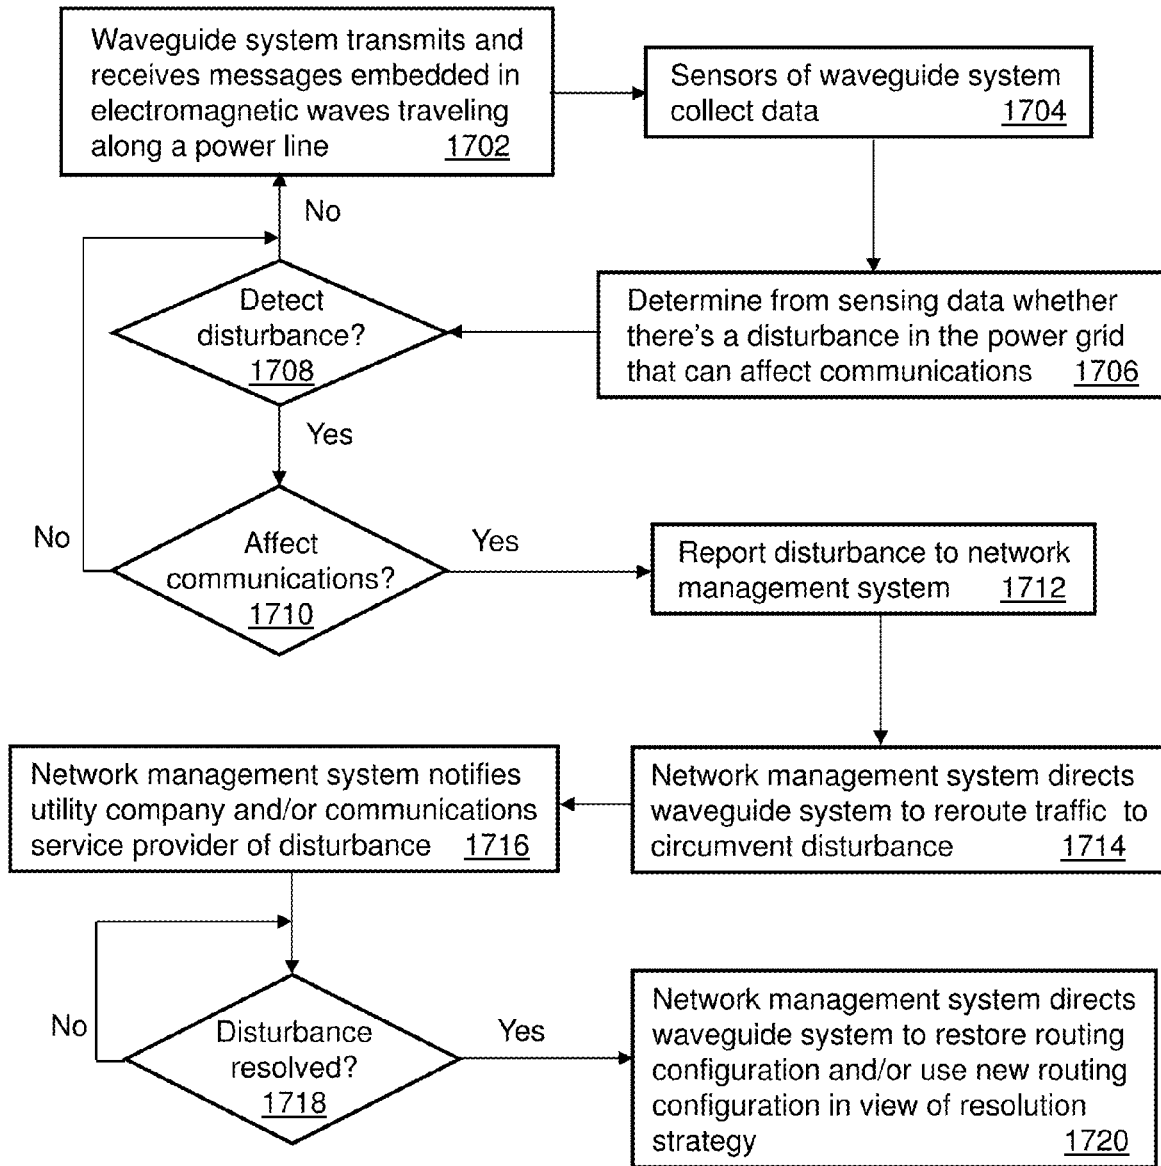 Waveguide system transmits and
receives messages embedded in
electromagnetic waves traveling
along a power line 1702
Sensors of waveguide system
collect data 1704
No
Detect
disturbance?
1708
Determine from sensing data whether
there's a disturbance in the power grid
that can affect communications 1706
Yes
No
Affect
communications?
1710
Yes
Report disturbance to network
management system 1712
Network management system notifies
utility company and/or communications
service provider of disturbance 1716
Network management system directs
waveguide system to reroute traffic to
circumvent disturbance 1714
No
Disturbance
resolved?
1718
Yes
Network management system directs
waveguide system to restore routing
configuration and/or use new routing
configuration in view of resolution
strategy 1720